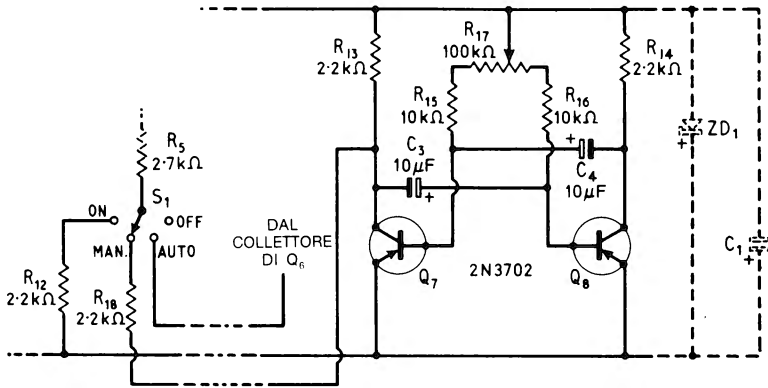 R13
2·2kΩ
R17
100kΩ
R14
2·2kΩ
R15
10kΩ
R16
10kΩ
C3
10µF
+
+
C4
10µF
ZD1
+
C1
+
R5
2·7kΩ
S1
ON
OFF
MAN.
AUTO
DAL
COLLETTORE
DI Q6
R12
2·2kΩ
R18
2·2kΩ
Q7
2N3702
Q8